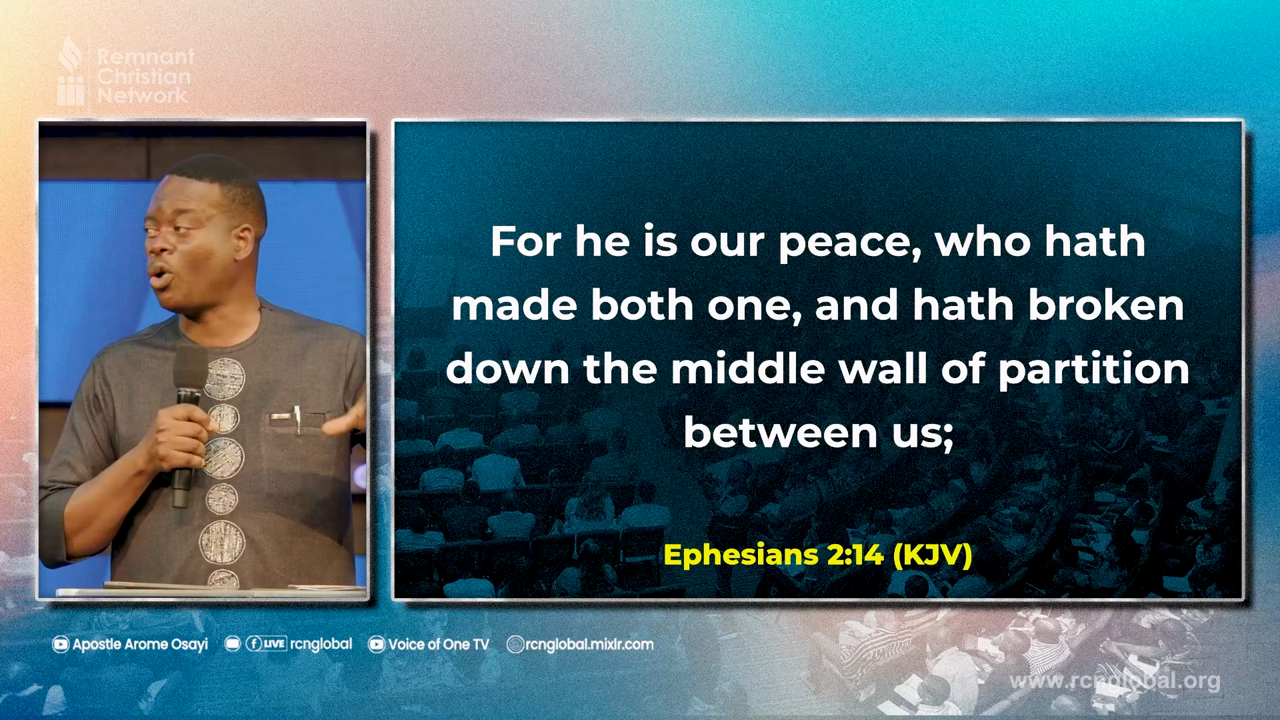 Remnant
Christian
Network
For he is our peace, who hath
made both one, and hath broken
down the middle wall of partition
between us;
Ephesians 2:14 (KJV)
Apostle Arome Osayi
LIVE rcnglobal
Voice of One TV
rcnglobal.mixlr.com
www.rcnglobal.org